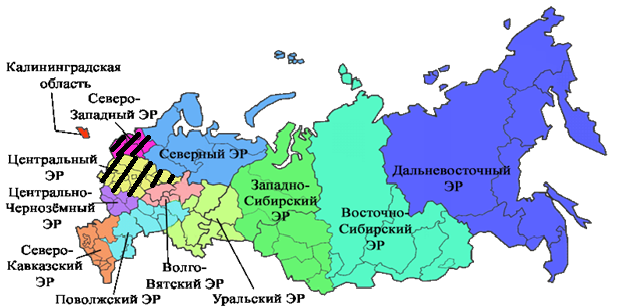 Калининградская
область
Северо-
Западный ЭР
Северный ЭР
Центральный
ЭР
Центрально-
Чернозёмный
ЭР
Северо-
Кавказский ЭР
Поволжский ЭР
Волго-
Вятский ЭР
Уральский ЭР
Западно-
Сибирский
ЭР
Восточно-
Сибирский
ЭР
Дальневосточный
ЭР